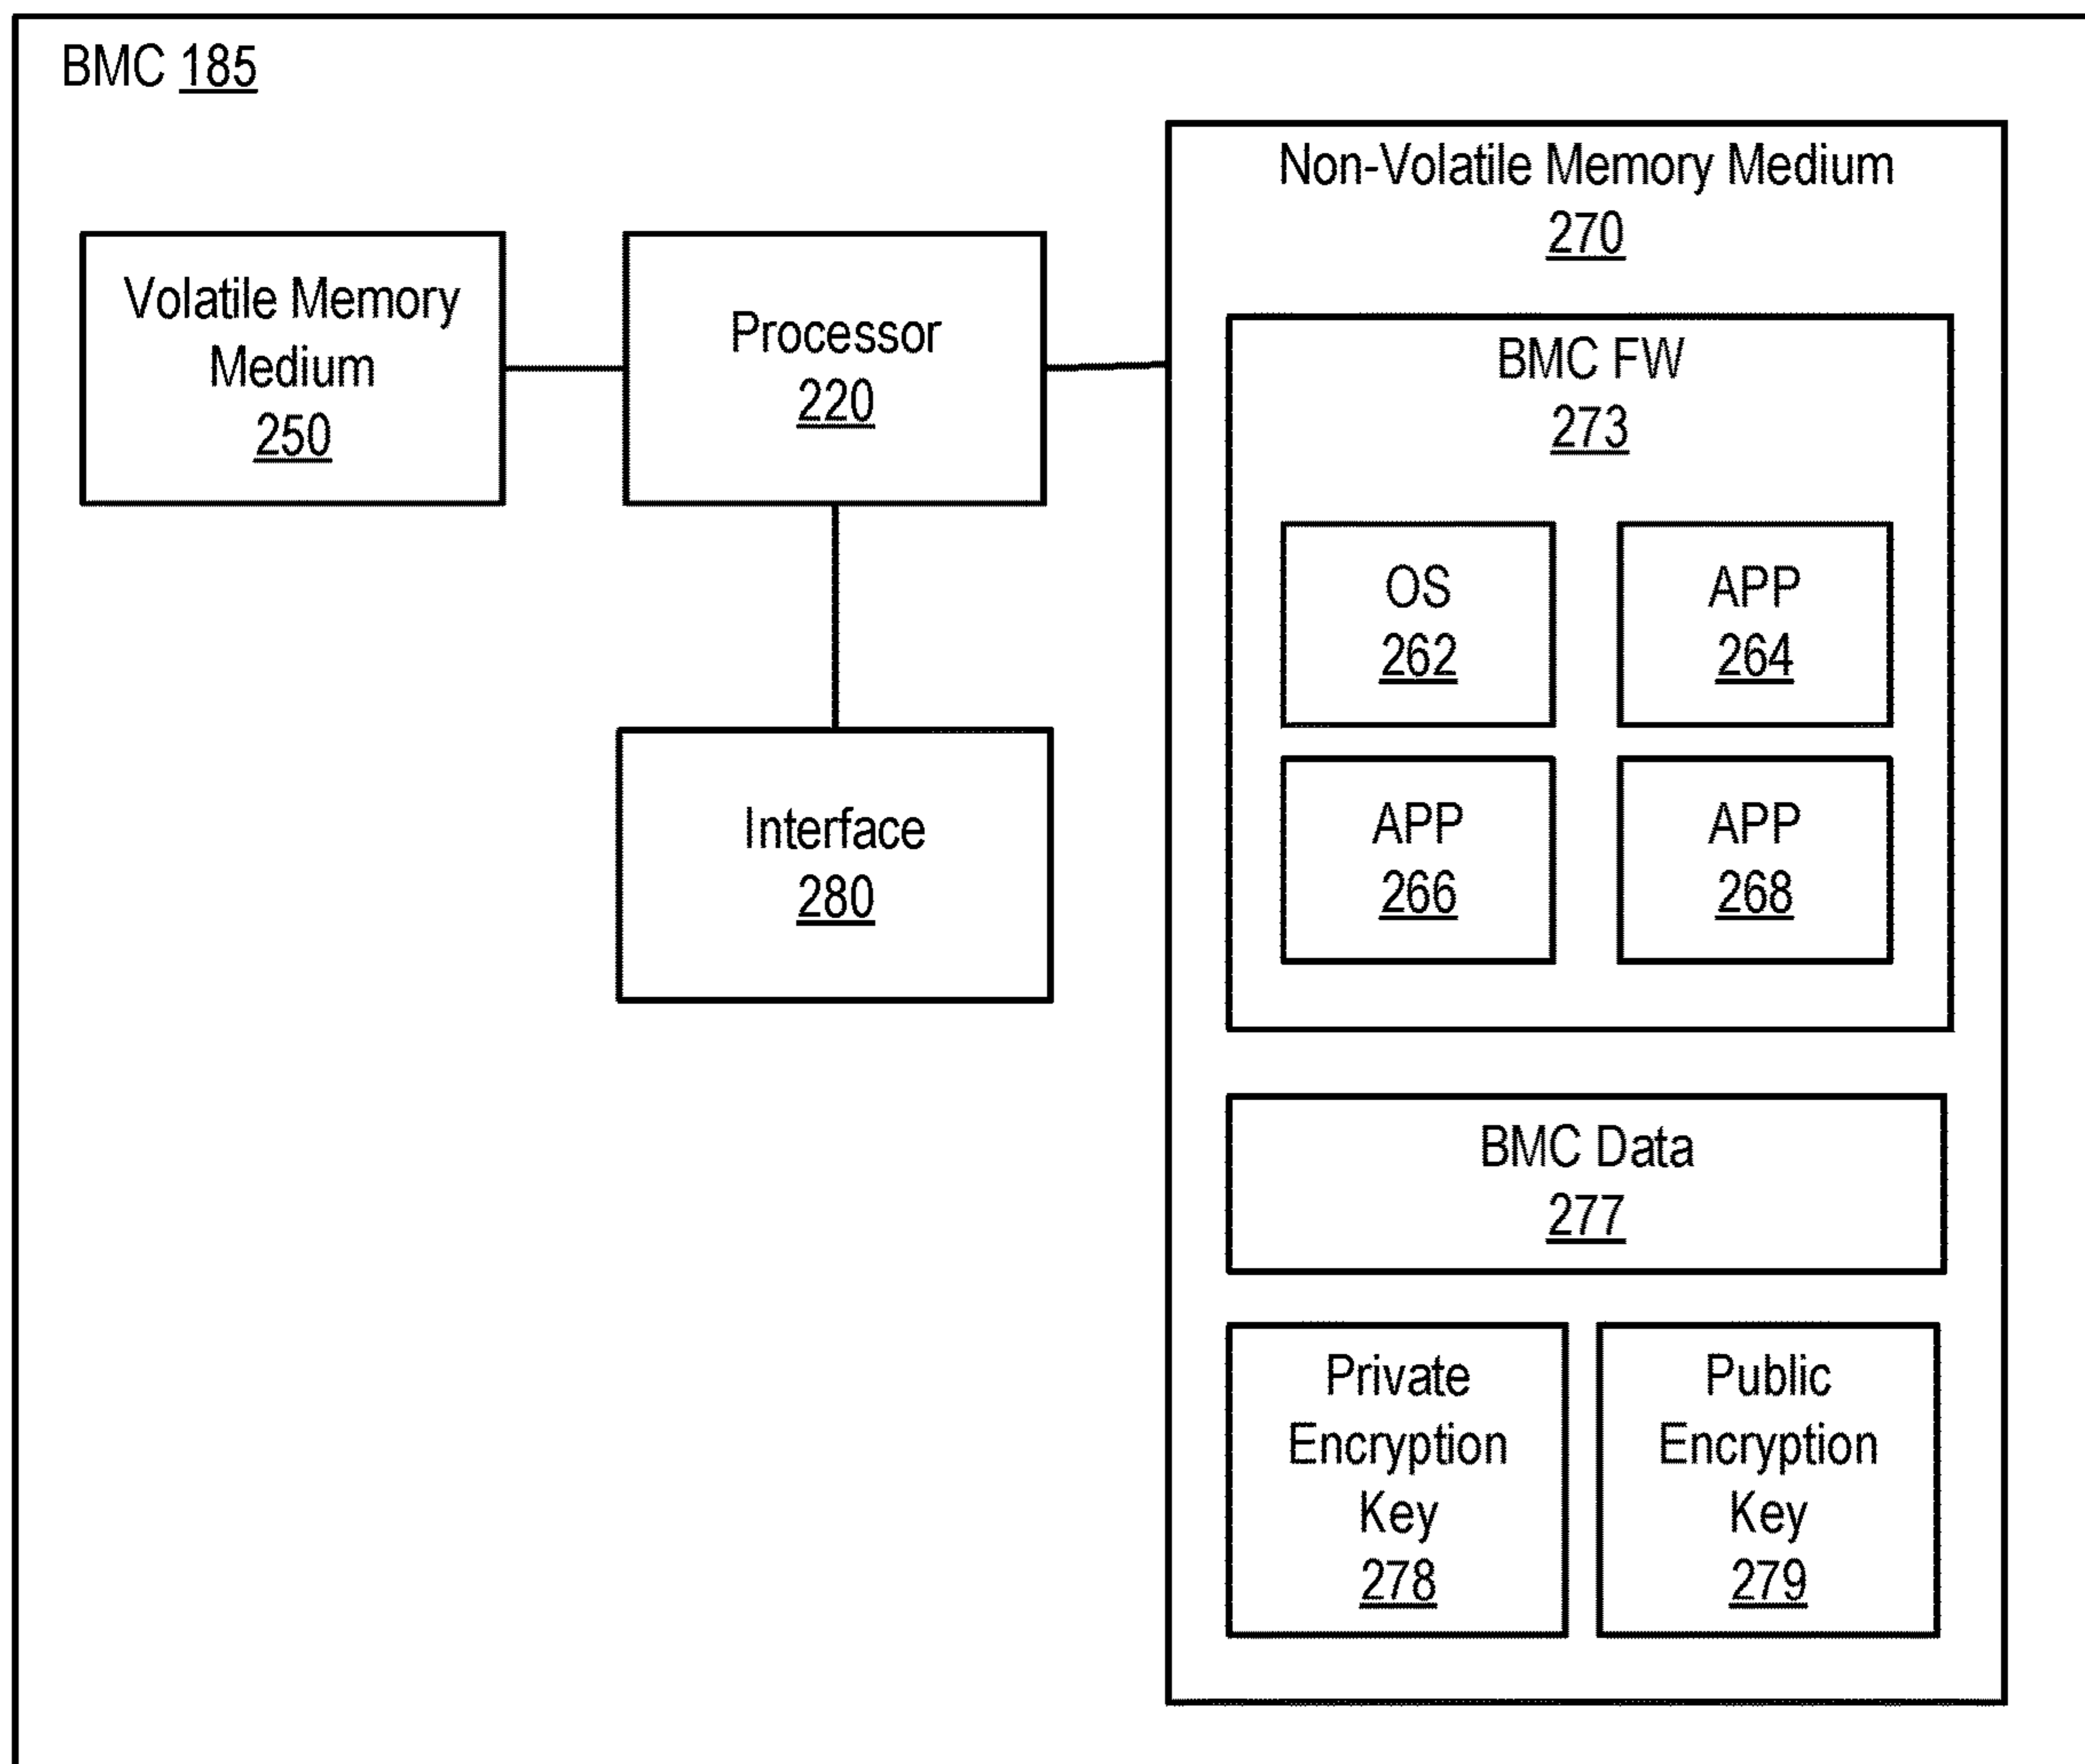 BMC 185
Volatile Memory
Medium
250
Processor
220
Interface
280
Non-Volatile Memory Medium
270
BMC FW
273
OS
262
APP
264
APP
266
APP
268
BMC Data
277
Private
Encryption
Key
278
Public
Encryption
Key
279